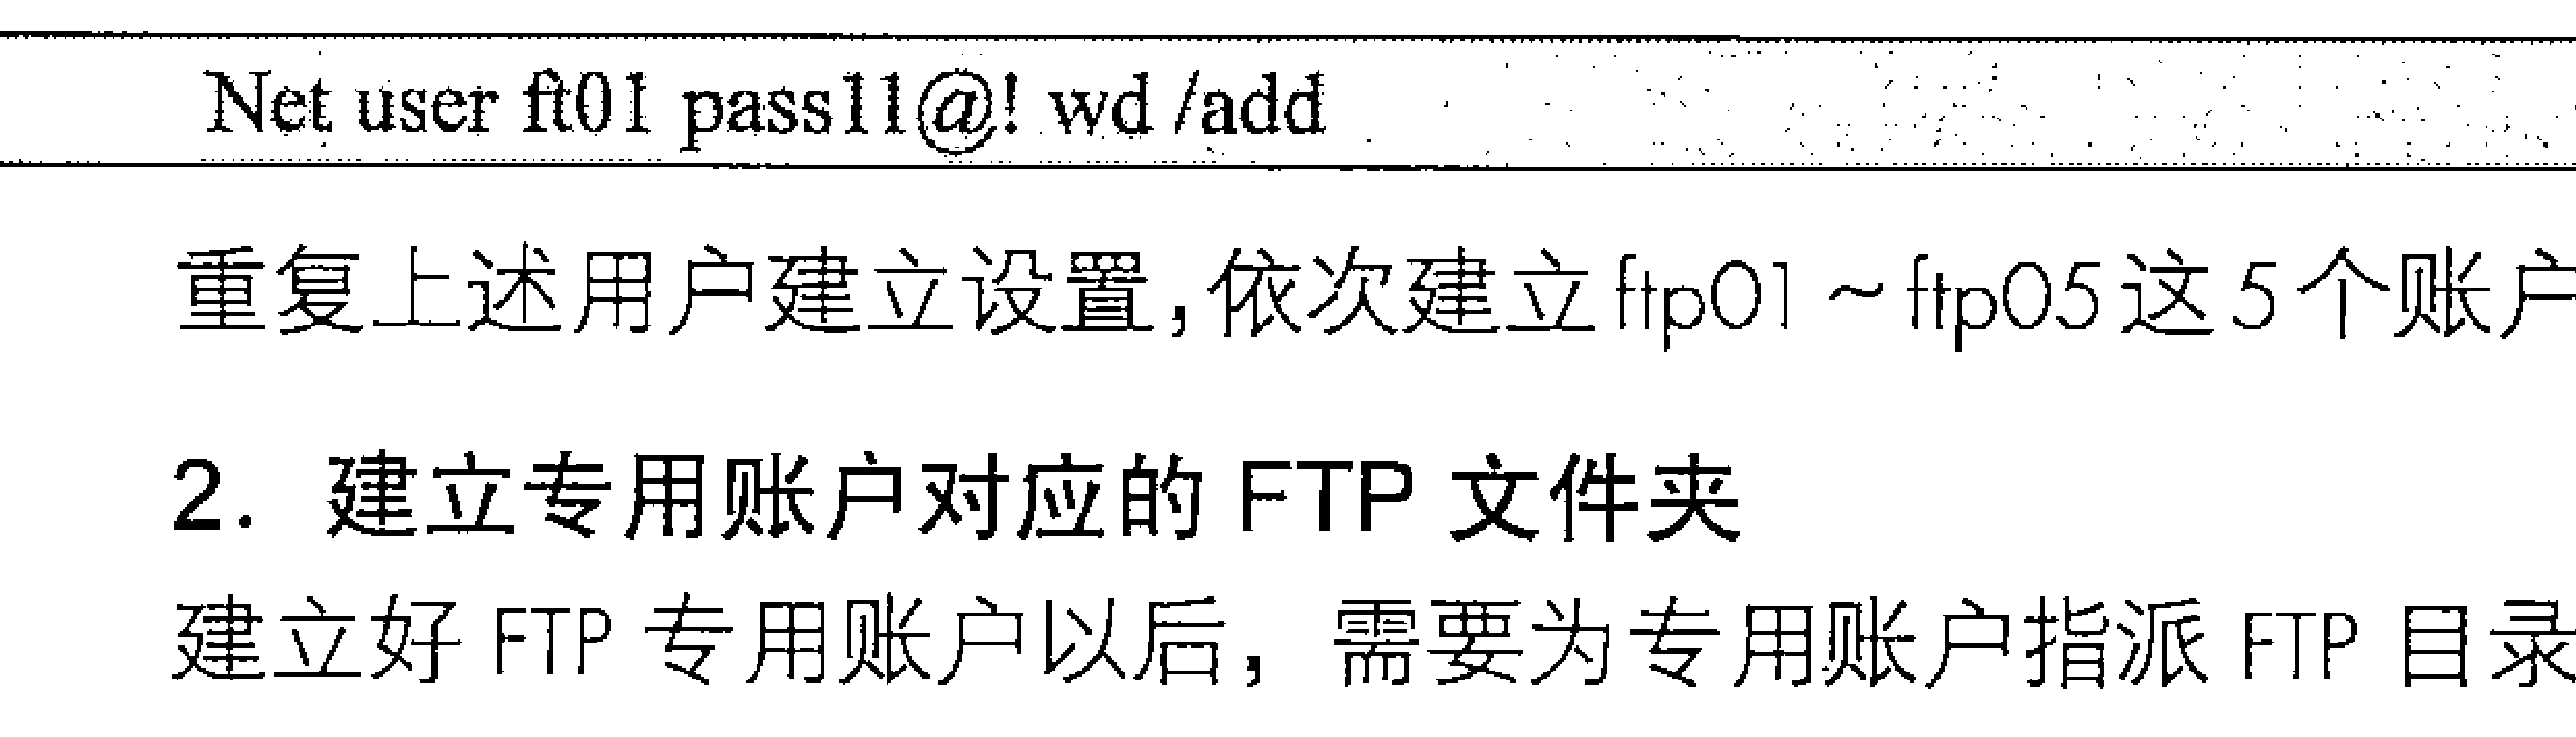 Net user ft01 pass11@! wd /add
重复上述用户建立设置,依次建立ftp01～ftp05这5个账户
2. 建立专用账户对应的 FTP 文件夹
建立好 FTP 专用账户以后，需要为专用账户指派 FTP 目录